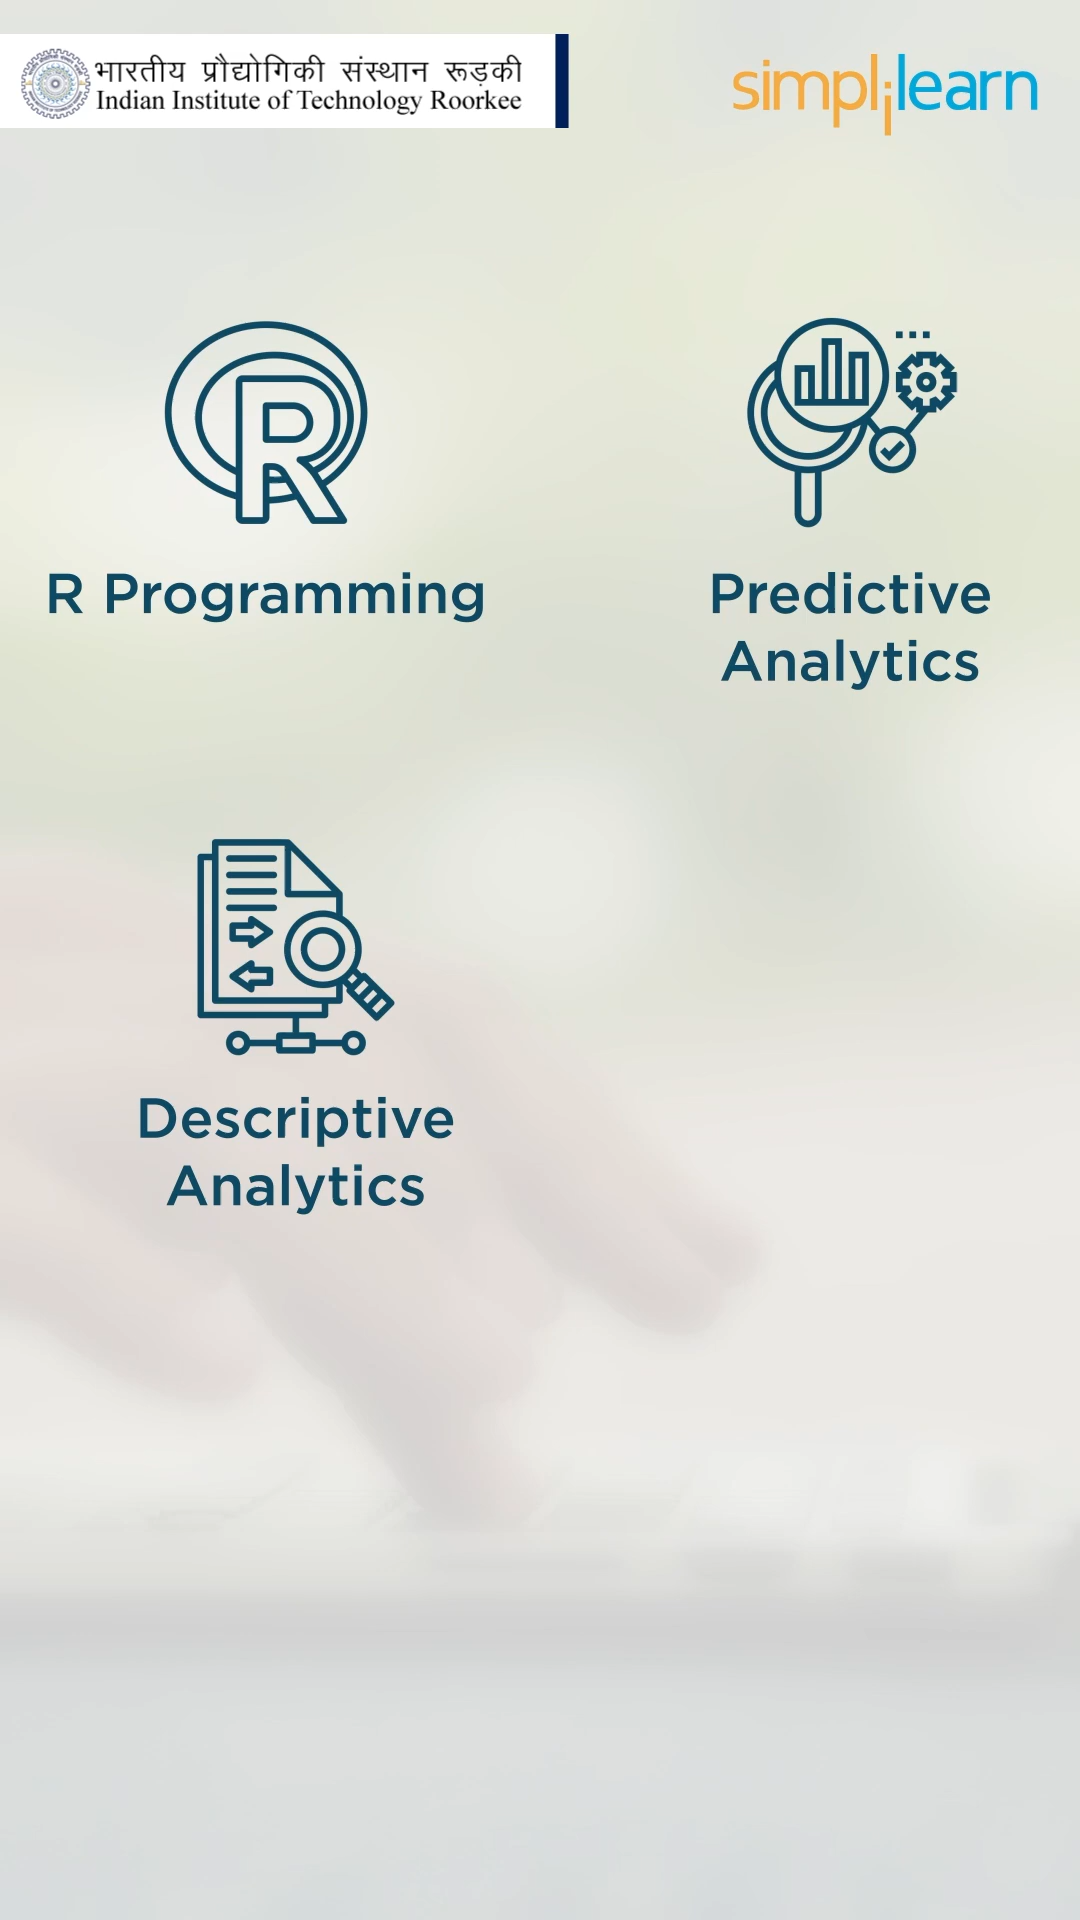 भारतीय प्रौद्योगिकी संस्थान रूड़की
Indian Institute of Technology Roorkee
simplilearn
R Programming
Predictive
Analytics
Descriptive
Analytics